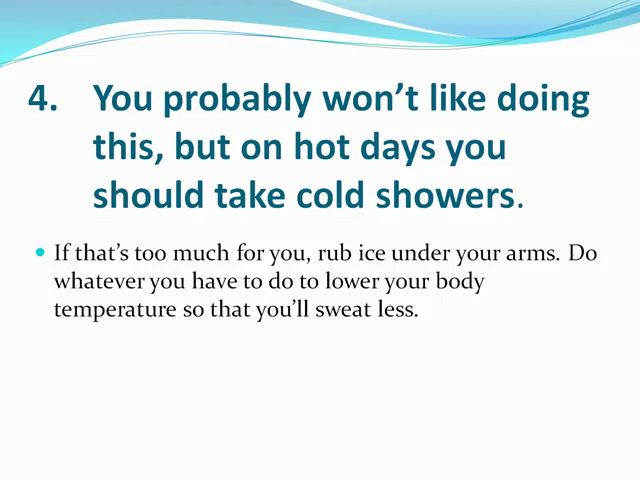 4. You probably won’t like doing
this, but on hot days you
should take cold showers.
• If that’s too much for you, rub ice under your arms. Do
whatever you have to do to lower your body
temperature so that you’ll sweat less.